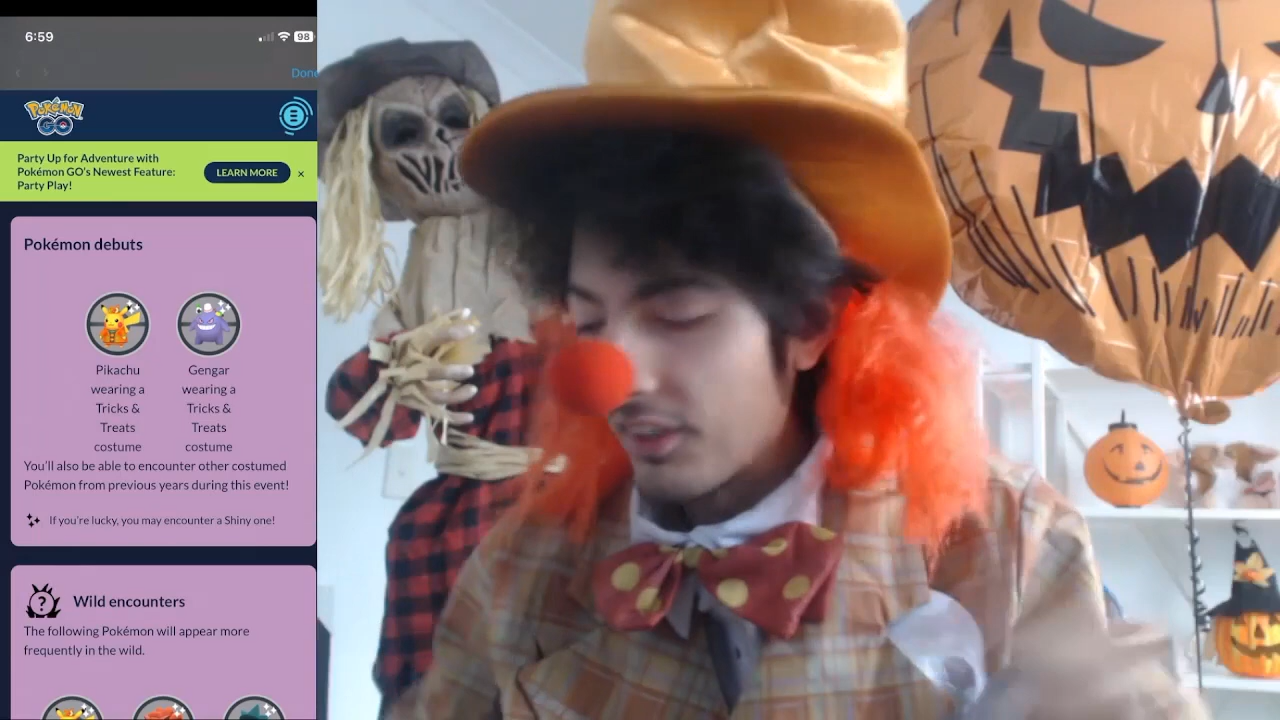 6:59
98
Done
POKÉMON
GO
Party Up for Adventure with
Pokémon GO's Newest Feature:
Party Play!
LEARN MORE
×
Pokémon debuts
Pikachu
wearing a
Tricks &
Treats
costume
Gengar
wearing a
Tricks &
Treats
costume
You'll also be able to encounter other costumed
Pokémon from previous years during this event!
If you're lucky, you may encounter a Shiny one!
?
Wild encounters
The following Pokémon will appear more
frequently in the wild.